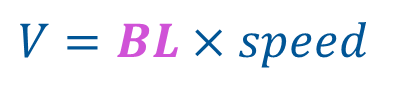 V = BL × speed